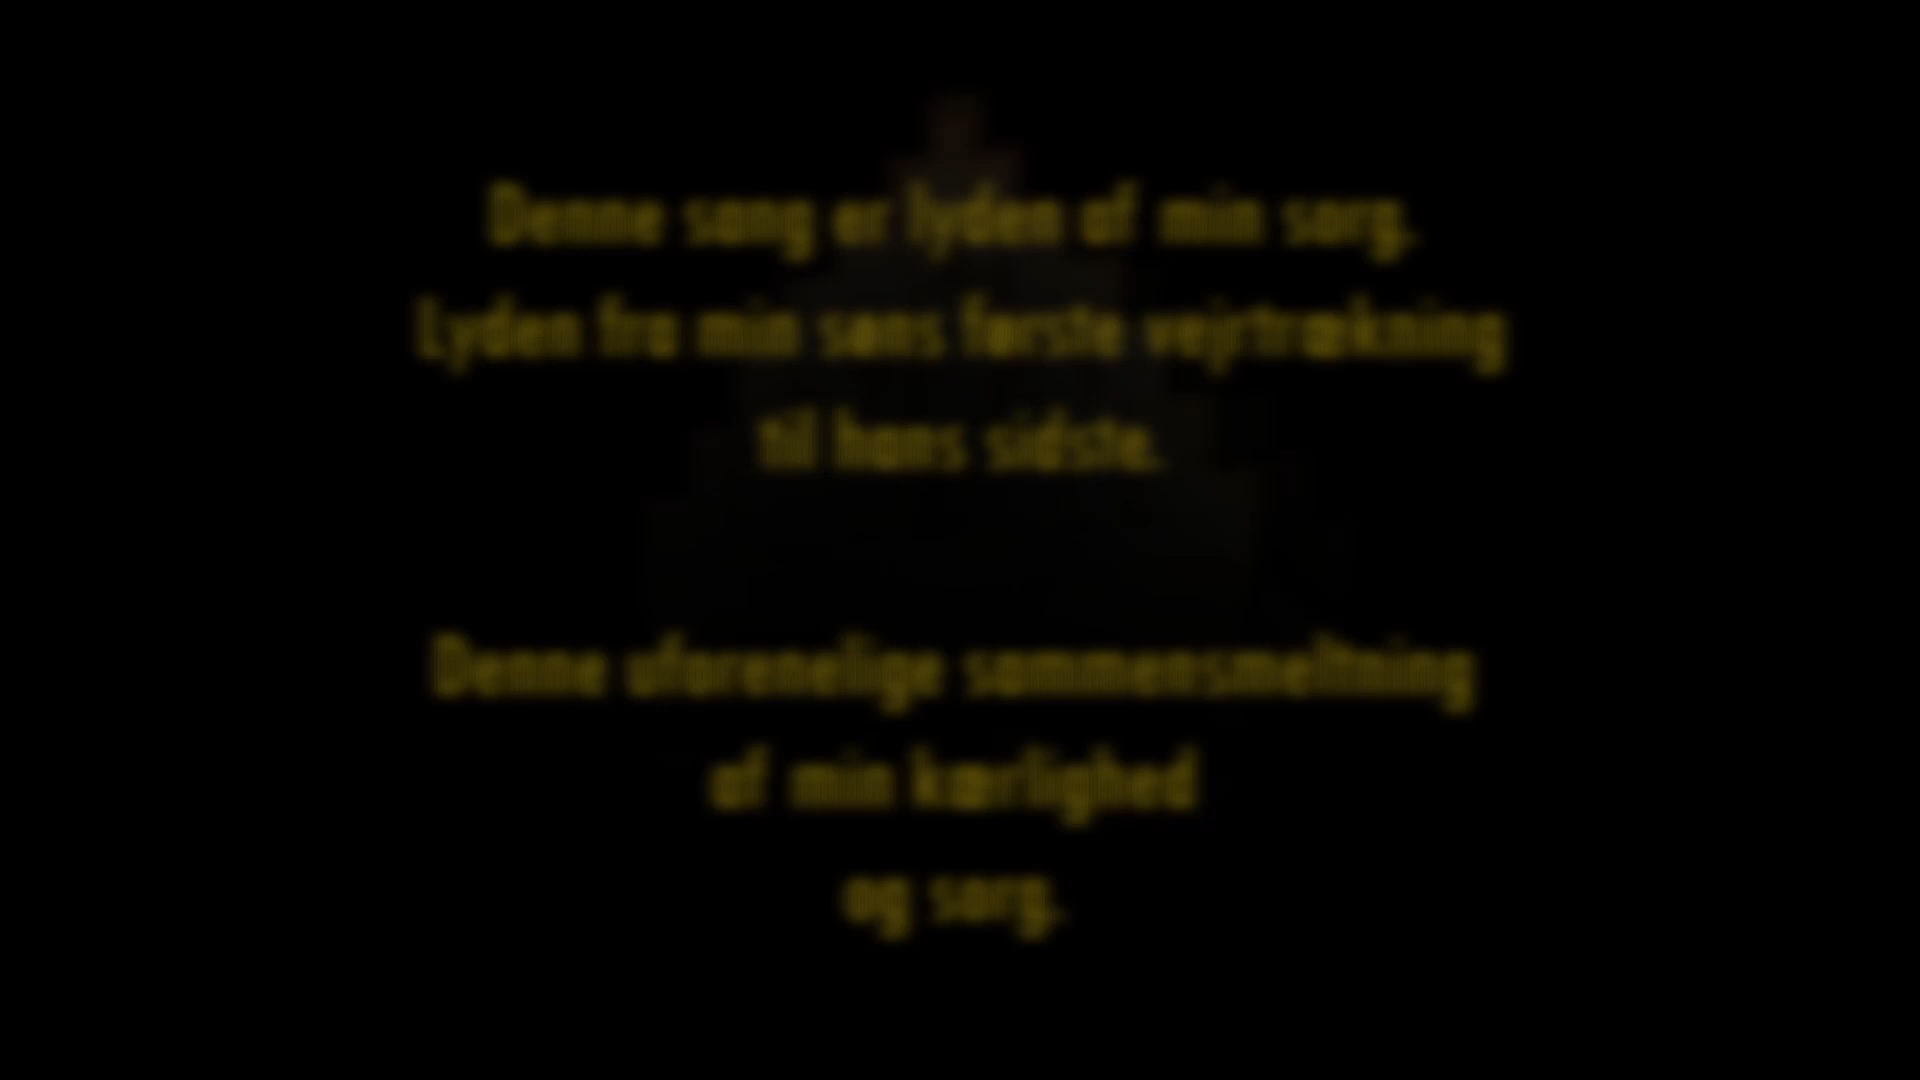 Denne sang er lyden af min sorg.
Lyden fra min søns første vejrtrækning
til hans sidste.
Denne uforenelige sammensmeltning
af min kærlighed
og sorg.